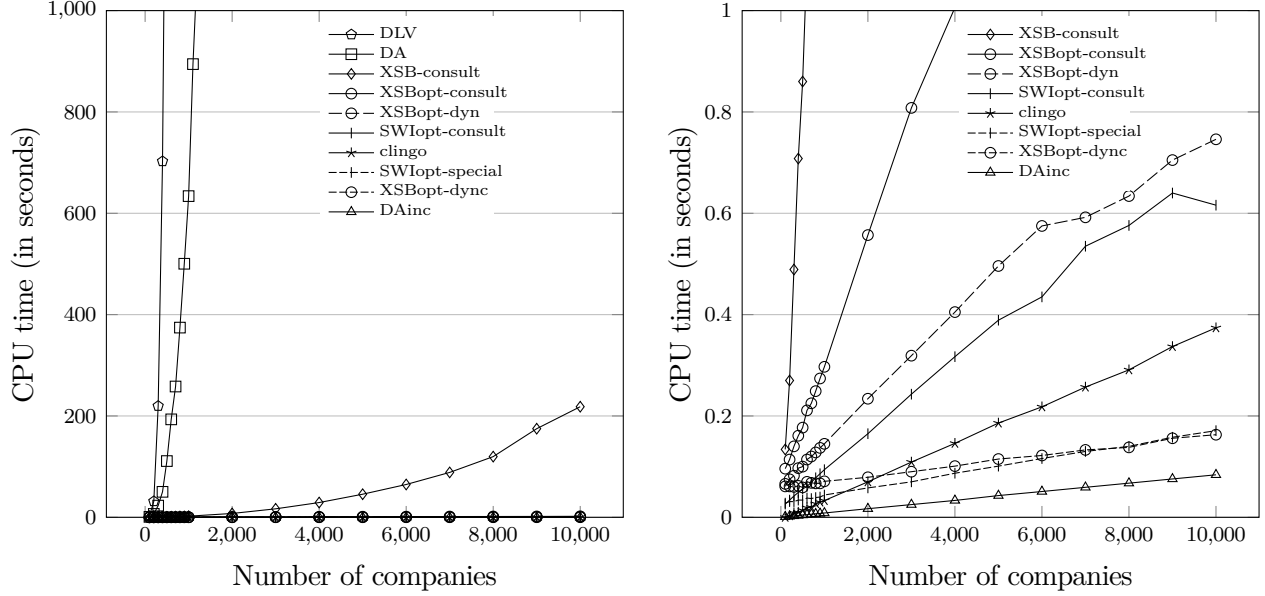 1,000
800
600
400
200
0
CPU time (in seconds)
0 2,000 4,000 6,000 8,000 10,000
Number of companies
DLV
DA
XSB-consult
XSBopt-consult
XSBopt-dyn
SWIopt-consult
clingo
SWIopt-special
XSBopt-dync
DAinc
1
0.8
0.6
0.4
0.2
0
CPU time (in seconds)
0 2,000 4,000 6,000 8,000 10,000
Number of companies
XSB-consult
XSBopt-consult
XSBopt-dyn
SWIopt-consult
clingo
SWIopt-special
XSBopt-dync
DAinc